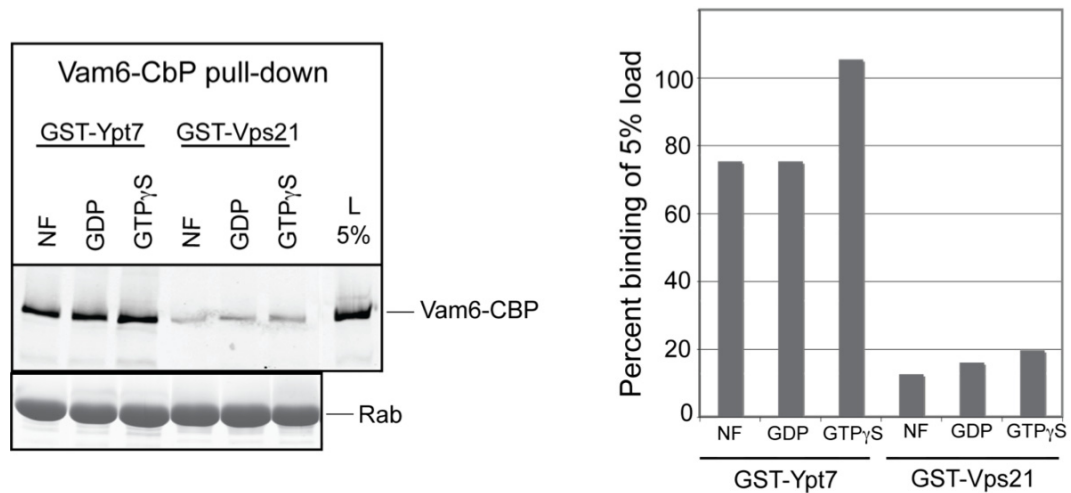 Vam6-CbP pull-down
GST-Ypt7 GST-Vps21
NF GDP GTPγS NF GDP GTPγS L 5%
Vam6-CBP
Rab
Percent binding of 5% load
100
80
60
40
20
0
NF GDP GTPγS NF GDP GTPγS
GST-Ypt7 GST-Vps21